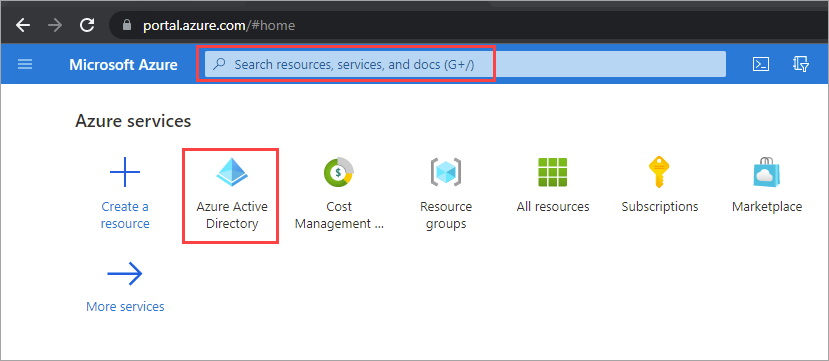 portal.azure.com/#home
Microsoft Azure
Search resources, services, and docs (G+/)
Azure services
Create a
resource
Azure Active
Directory
$
Cost
Management ...
Resource
groups
All resources
Subscriptions
Marketplace
More services